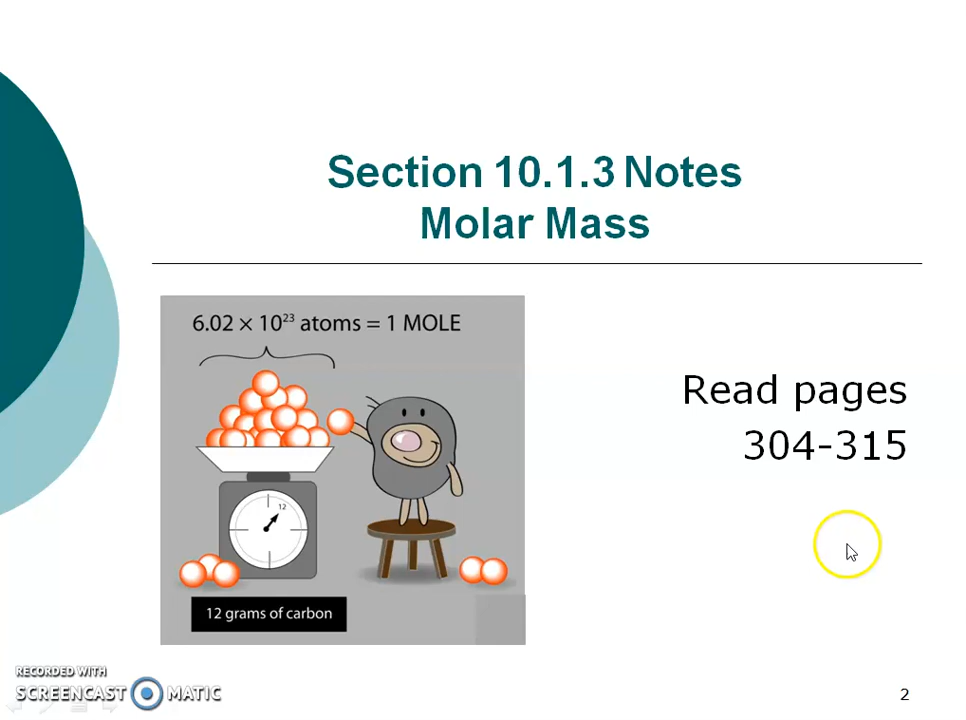 Section 10.1.3 Notes
Molar Mass
6.02 × 10²³ atoms = 1 MOLE
12
12 grams of carbon
Read pages
304-315
RECORDED WITH
SCREENCAST MATIC
2